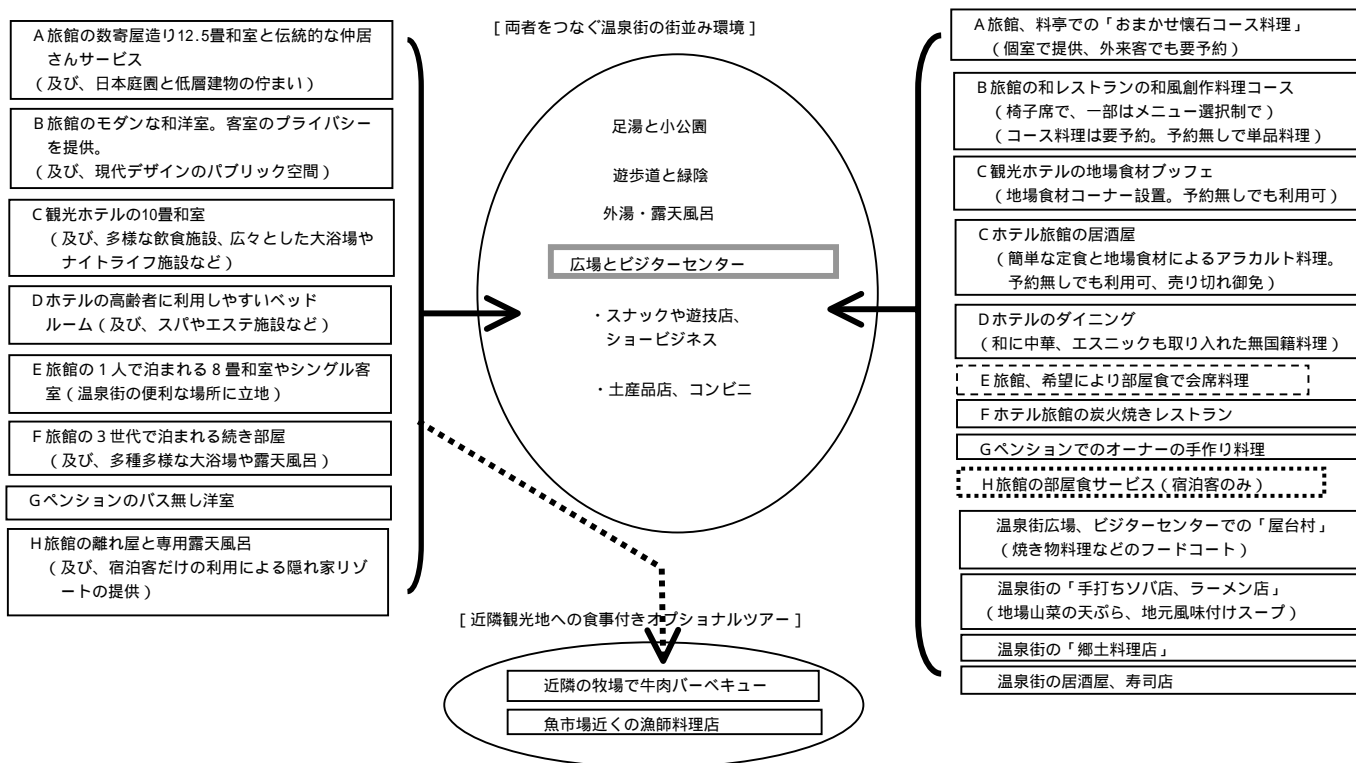 A旅館の数寄屋造り12.5畳和室と伝統的な仲居
さんサービス
(及び、日本庭園と低層建物の佇まい)
B旅館のモダンな和洋室。客室のプライバシー
を提供。
(及び、現代デザインのパブリック空間)
C観光ホテルの10畳和室
(及び、多様な飲食施設、広々とした大浴場や
ナイトライフ施設など)
Dホテルの高齢者に利用しやすいベッド
ルーム(及び、スパやエステ施設など)
E旅館の1人で泊まれる8畳和室やシングル客
室(温泉街の便利な場所に立地)
F旅館の3世代で泊まれる続き部屋
(及び、多種多様な大浴場や露天風呂)
Gペンションのバス無し洋室
H旅館の離れ屋と専用露天風呂
(及び、宿泊客だけの利用による隠れ家リゾ
ートの提供)
[両者をつなぐ温泉街の街並み環境]
足湯と小公園
遊歩道と緑陰
外湯・露天風呂
広場とビジターセンター
・スナックや遊技店、
ショービジネス
・土産品店、コンビニ
[近隣観光地への食事付きオプショナルツアー]
近隣の牧場で牛肉バーベキュー
魚市場近くの漁師料理店
A旅館、料亭での「おまかせ懐石コース料理」
(個室で提供、外来客でも要予約)
B旅館の和レストランの和風創作料理コース
(椅子席で、一部はメニュー選択制で)
(コース料理は要予約。予約無しで単品料理)
C観光ホテルの地場食材ブッフェ
(地場食材コーナー設置。予約無しでも利用可)
Cホテル旅館の居酒屋
(簡単な定食と地場食材によるアラカルト料理。
予約無しでも利用可、売り切れ御免)
Dホテルのダイニング
(和に中華、エスニックも取り入れた無国籍料理)
E旅館、希望により部屋食で会席料理
Fホテル旅館の炭火焼きレストラン
Gペンションでのオーナーの手作り料理
H旅館の部屋食サービス(宿泊客のみ)
温泉街広場、ビジターセンターでの「屋台村」
(焼き物料理などのフードコート)
温泉街の「手打ちソバ店、ラーメン店」
(地場山菜の天ぷら、地元風味付けスープ)
温泉街の「郷土料理店」
温泉街の居酒屋、寿司店